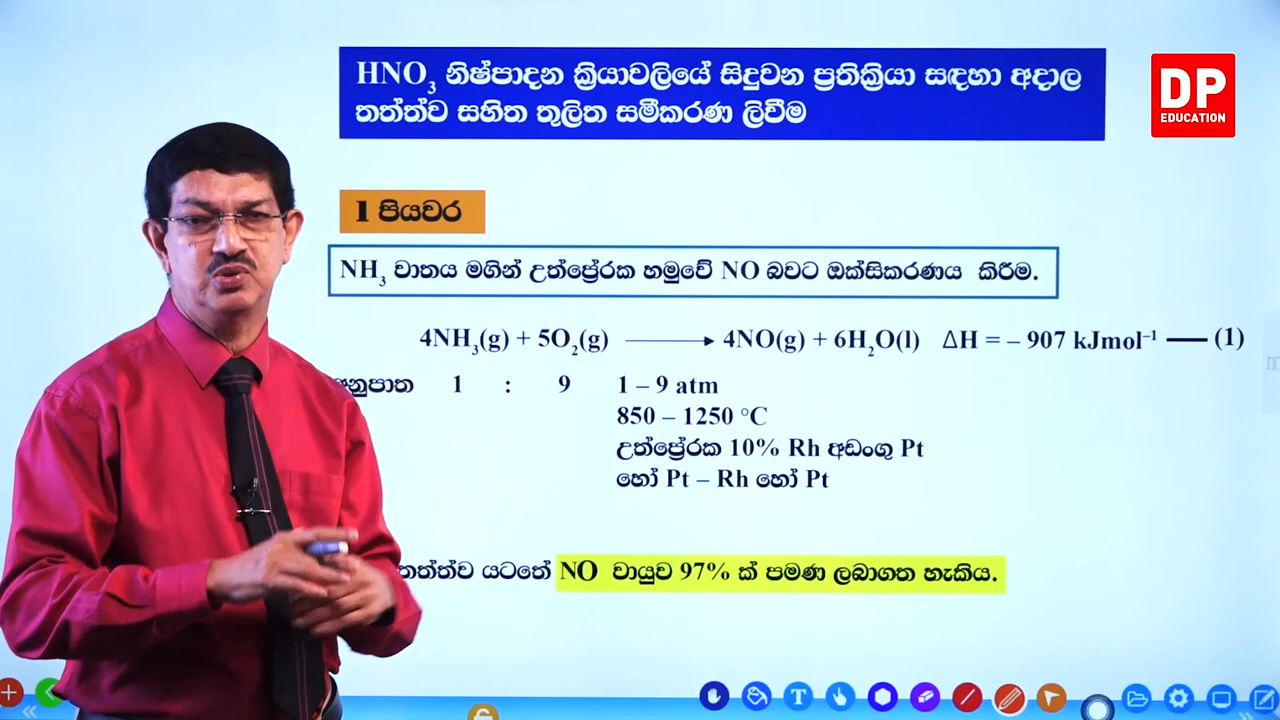 HNO₃ නිෂ්පාදන ක්‍රියාවලියේ සිදුවන ප්‍රතික්‍රියා සඳහා අදාල
තත්ත්ව සහිත තුලිත සමීකරණ ලිවීම
DP
EDUCATION
1 පියවර
NH₃ වාතය මගින් උත්ප්‍රේරක හමුවේ NO බවට ඔක්සිකරණය කිරීම.
4NH₃(g) + 5O₂(g) ⟶ 4NO(g) + 6H₂O(l) ΔH = – 907 kJmol⁻¹ — (1)
අනුපාත 1 : 9 1 – 9 atm
850 – 1250 °C
උත්ප්‍රේරක 10% Rh අඩංගු Pt
හෝ Pt – Rh හෝ Pt
තත්ත්ව යටතේ NO වායුව 97% ක් පමණ ලබාගත හැකිය.